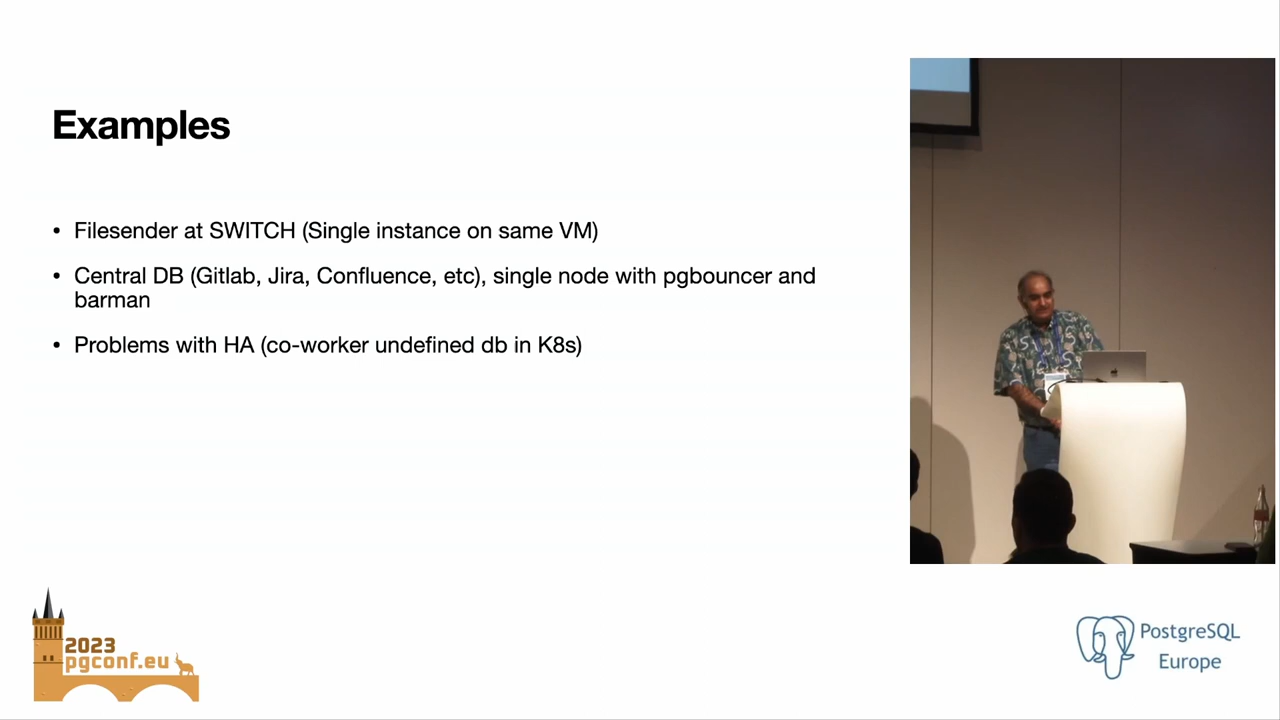 Examples
• Filesender at SWITCH (Single instance on same VM)
• Central DB (Gitlab, Jira, Confluence, etc), single node with pgbouncer and
barman
• Problems with HA (co-worker undefined db in K8s)
2023
pgconf.eu
PostgreSQL
Europe